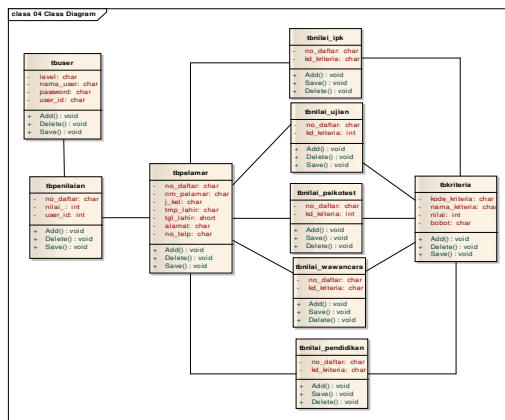 class 04 Class Diagram
tbuser
- level: char
- nama_user: char
- password: char
- user_id: char
+ Add() : void
+ Delete() : void
+ Save() : void
tbpenilaian
- no_daftar: char
- nilai_: int
- user_id: int
+ Add() : void
+ Delete() : void
+ Save() : void
tbpelamar
- no_daftar: char
- nm_pelamar: char
- j_kel: char
- tmp_lahir: char
- tgl_lahir: short
- alamat: char
- no_telp: char
+ Add() : void
+ Delete() : void
+ Save() : void
tbnilai_ipk
- no_daftar: char
- kd_kriteria: char
+ Add() : void
+ Save() : void
+ Delete() : void
tbnilai_ujian
- no_daftar: char
- kd_kriteria: int
+ Add() : void
+ Delete() : void
+ Save() : void
tbnilai_psikotest
- no_daftar: char
- kd_kriteria: int
+ Add() : void
+ Save() : void
+ Delete() : void
tbnilai_wawancara
- no_daftar: char
- kd_kriteria: char
+ Add() : void
+ Save() : void
+ Delete() : void
tbnilai_pendidikan
- no_daftar: char
- kd_kriteria: char
+ Add() : void
+ Save() : void
+ Delete() : void
tbkriteria
- kode_kriteria: char
- nama_kriteria: char
- nilai: int
- bobot: char
+ Add() : void
+ Delete() : void
+ Save() : void